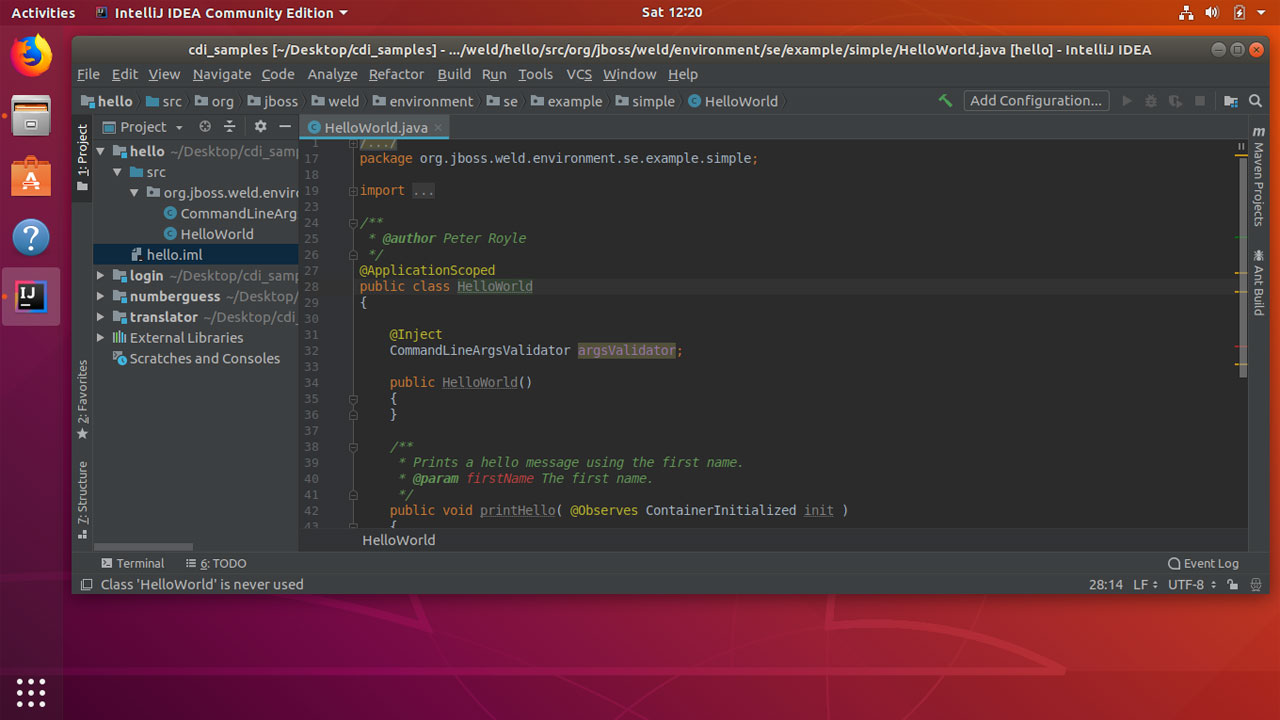 Activities IntelliJ IDEA Community Edition Sat 12:20
cdi_samples [~/Desktop/cdi_samples] - .../weld/hello/src/org/jboss/weld/environment/se/example/simple/HelloWorld.java [hello] - IntelliJ IDEA
File Edit View Navigate Code Analyze Refactor Build Run Tools VCS Window Help
hello src org jboss weld environment se example simple HelloWorld Add Configuration...
1: Project
2: Favorites
7: Structure
Project
hello ~/Desktop/cdi_samp
src
org.jboss.weld.enviro
CommandLineArgs
HelloWorld
hello.iml
login ~/Desktop/cdi_samp
numberguess ~/Desktop/
translator ~/Desktop/cdi_
External Libraries
Scratches and Consoles
HelloWorld.java
1 /.../
17 package org.jboss.weld.environment.se.example.simple;
18
19 import ...
23
24 /**
25 * @author Peter Royle
26 */
27 @ApplicationScoped
28 public class HelloWorld
29 {
30
31 @Inject
32 CommandLineArgsValidator argsValidator;
33
34 public HelloWorld()
35 {
36 }
37
38 /**
39 * Prints a hello message using the first name.
40 * @param firstName The first name.
41 */
42 public void printHello( @Observes ContainerInitialized init )
43 {
HelloWorld
m Maven Projects
Ant Build
Terminal 6: TODO Event Log
Class 'HelloWorld' is never used 28:14 LF UTF-8